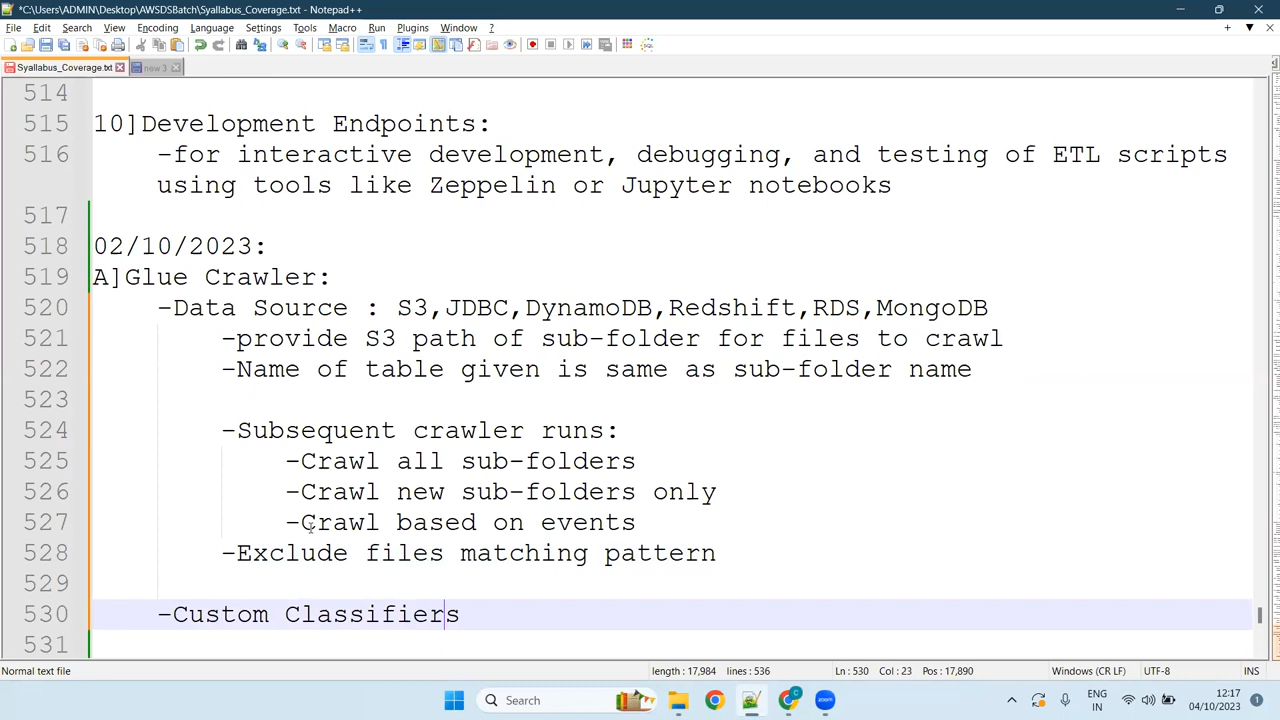 *C:\Users\ADMIN\Desktop\AWSDSBatch\Syallabus_Coverage.txt - Notepad++
File Edit Search View Encoding Language Settings Tools Macro Run Plugins Window ?
Syallabus_Coverage.txt new 3
514
515 10]Development Endpoints:
516 -for interactive development, debugging, and testing of ETL scripts
using tools like Zeppelin or Jupyter notebooks
517
518 02/10/2023:
519 A]Glue Crawler:
520 -Data Source : S3,JDBC,DynamoDB,Redshift,RDS,MongoDB
521 -provide S3 path of sub-folder for files to crawl
522 -Name of table given is same as sub-folder name
523
524 -Subsequent crawler runs:
525 -Crawl all sub-folders
526 -Crawl new sub-folders only
527 -Crawl based on events
528 -Exclude files matching pattern
529
530 -Custom Classifiers
531
Normal text file length : 17,984 lines : 536 Ln : 530 Col : 23 Pos : 17,890 Windows (CR LF) UTF-8 INS
Search
ENG
IN
12:17
04/10/2023